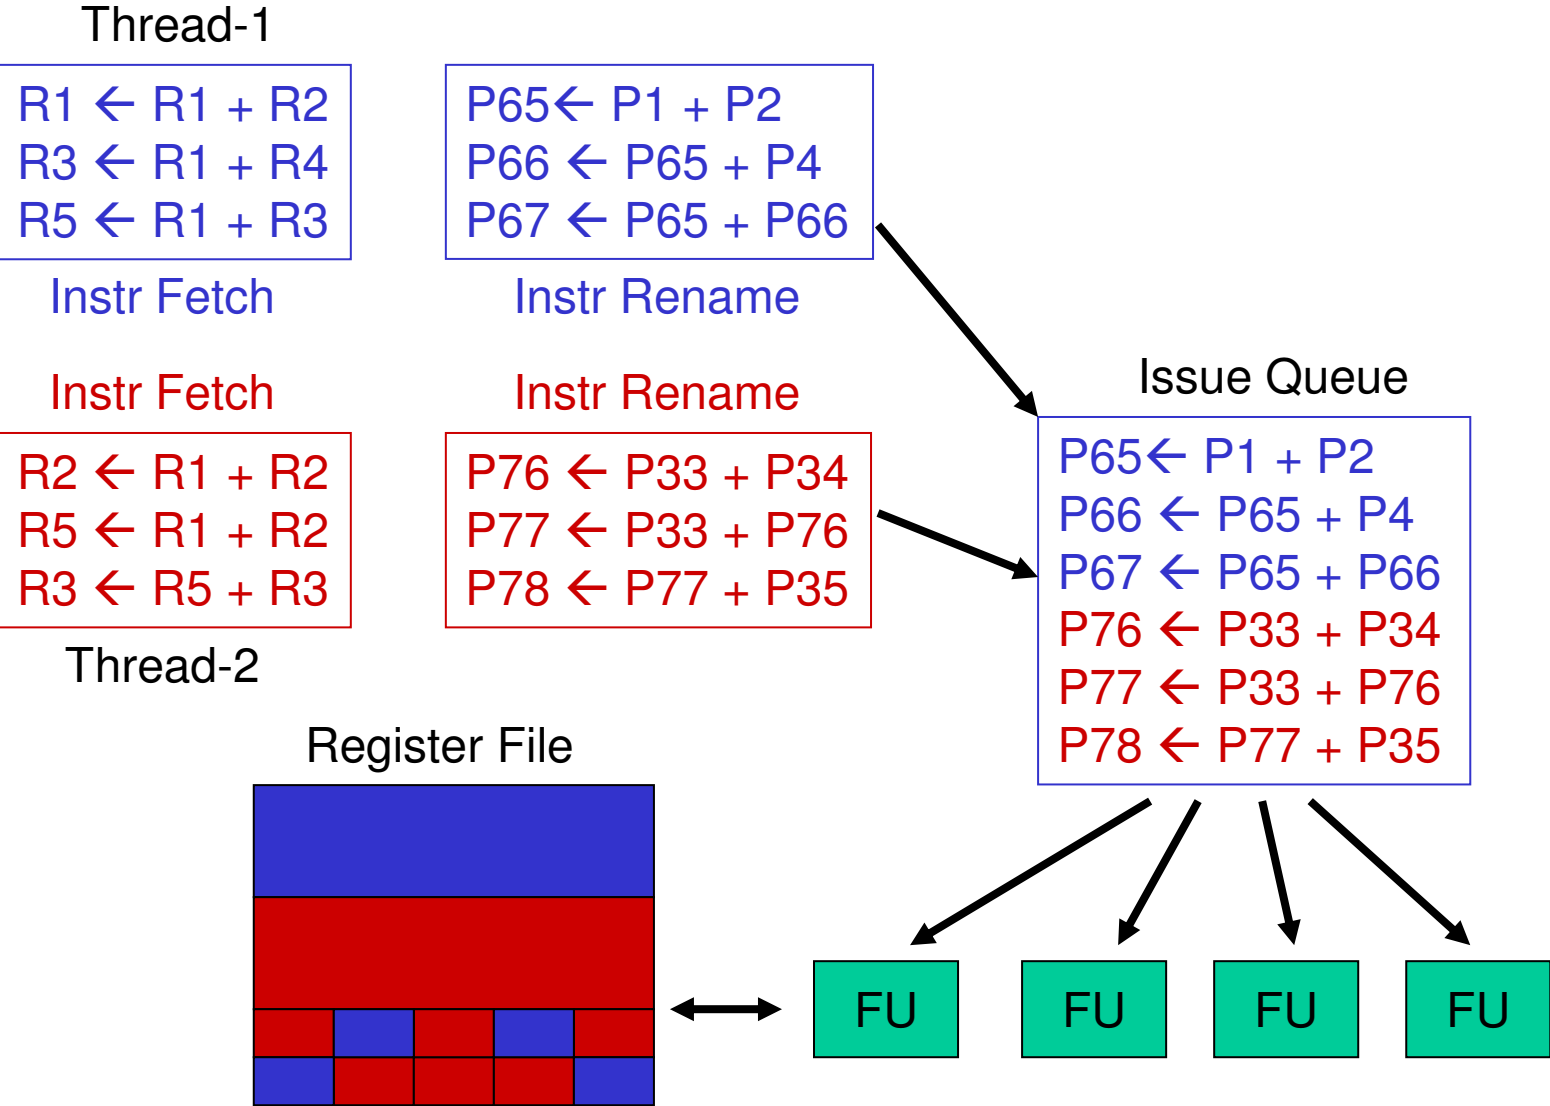 Thread-1
R1 ← R1 + R2
R3 ← R1 + R4
R5 ← R1 + R3
Instr Fetch
P65← P1 + P2
P66 ← P65 + P4
P67 ← P65 + P66
Instr Rename
Instr Fetch
R2 ← R1 + R2
R5 ← R1 + R2
R3 ← R5 + R3
Thread-2
Instr Rename
P76 ← P33 + P34
P77 ← P33 + P76
P78 ← P77 + P35
Issue Queue
P65← P1 + P2
P66 ← P65 + P4
P67 ← P65 + P66
P76 ← P33 + P34
P77 ← P33 + P76
P78 ← P77 + P35
Register File
FU
FU
FU
FU